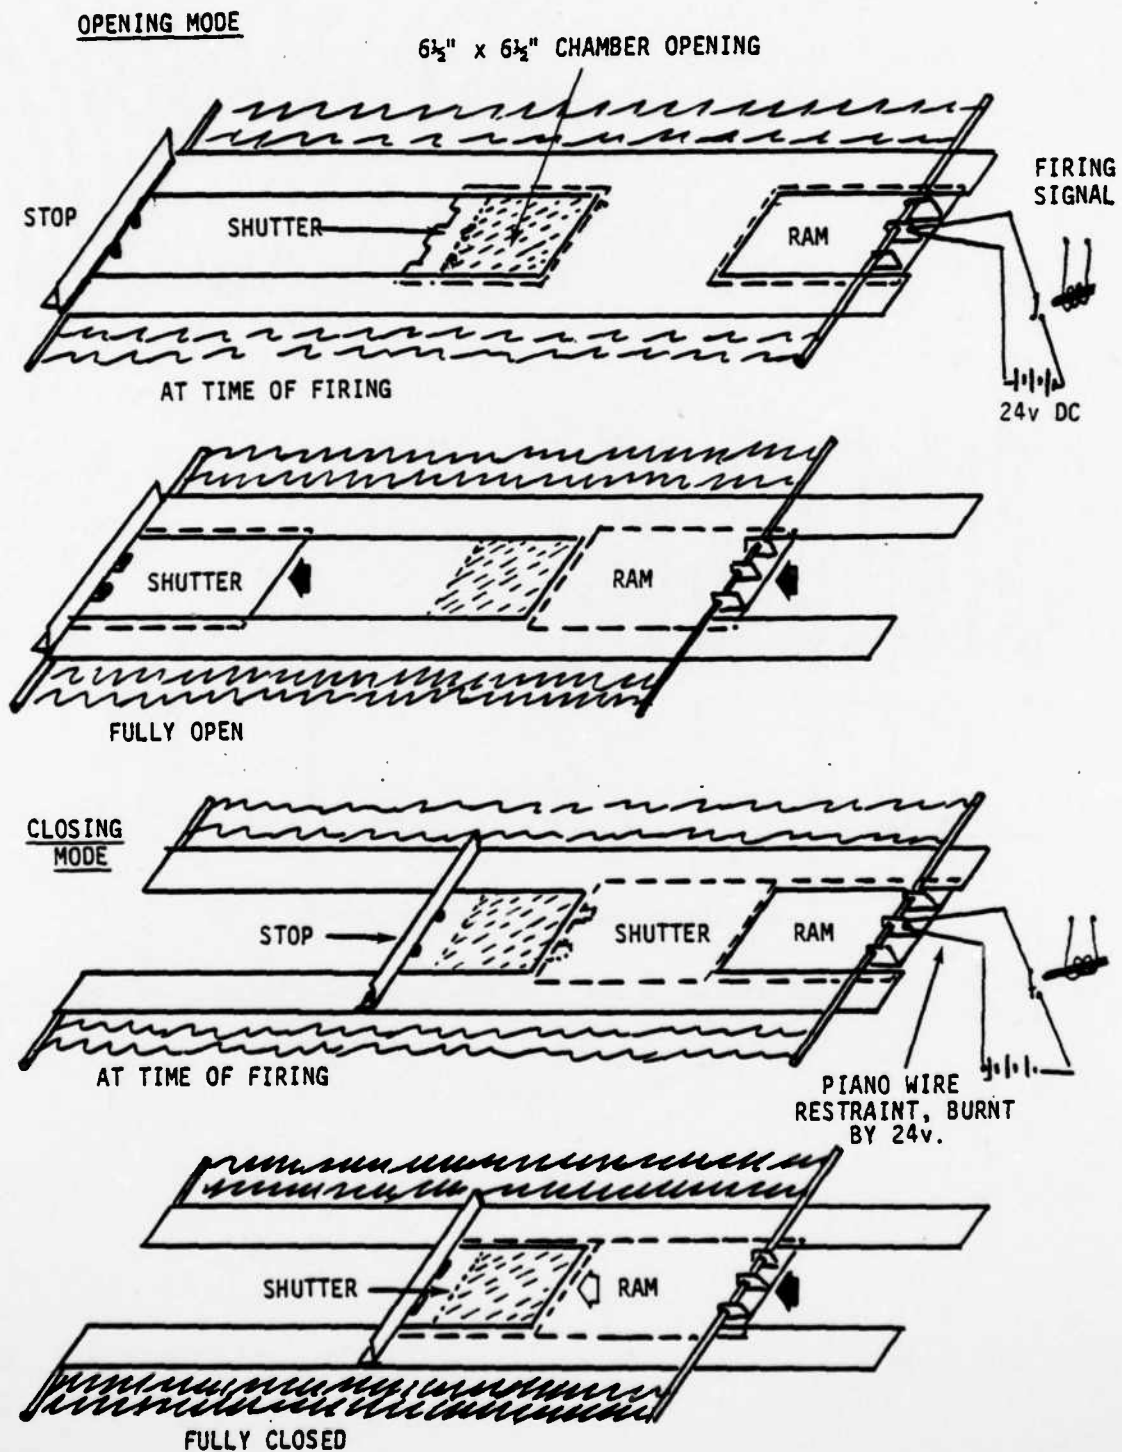 OPENING MODE
6½" x 6½" CHAMBER OPENING
FIRING
SIGNAL
STOP
SHUTTER
RAM
24v DC
AT TIME OF FIRING
SHUTTER
RAM
FULLY OPEN
CLOSING
MODE
STOP
SHUTTER
RAM
AT TIME OF FIRING
PIANO WIRE
RESTRAINT, BURNT
BY 24v.
SHUTTER
RAM
FULLY CLOSED